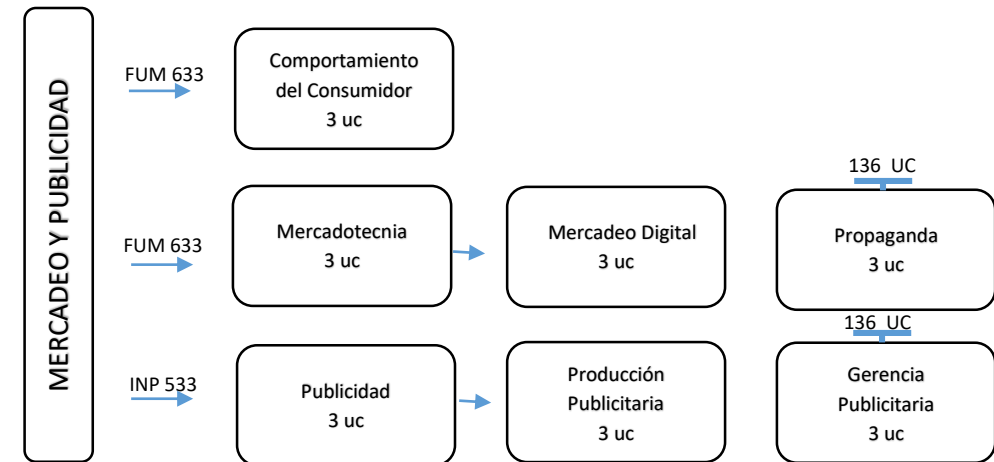 MERCADEO Y PUBLICIDAD
FUM 633
Comportamiento
del Consumidor
3 uc
FUM 633
Mercadotecnia
3 uc
Mercadeo Digital
3 uc
136 UC
Propaganda
3 uc
INP 533
Publicidad
3 uc
Producción
Publicitaria
3 uc
136 UC
Gerencia
Publicitaria
3 uc